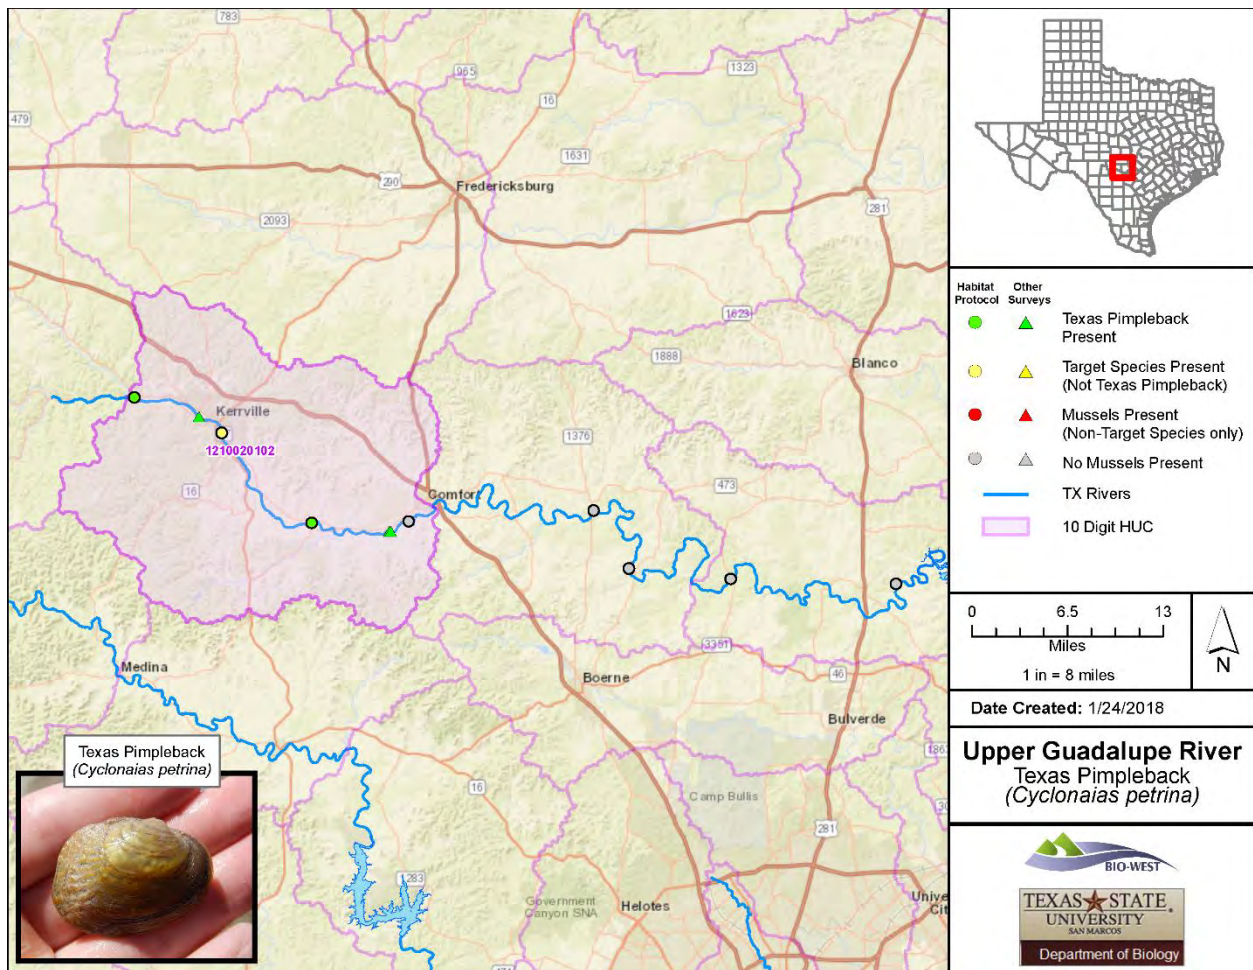 783
965
1323
479
16
1631
290
Fredericksburg
2093
281
1623
1888
Blanco
Kerrville
1210020102
1376
16
473
Comfort
3351
Medina
Boerne
46
Bulverde
1863
Camp Bullis
16
281
1283
Government
Canyon SNA
Helotes
Texas Pimpleback
(Cyclonaias petrina)
Habitat
Protocol
Other
Surveys
Texas Pimpleback
Present
Target Species Present
(Not Texas Pimpleback)
Mussels Present
(Non-Target Species only)
No Mussels Present
TX Rivers
10 Digit HUC
0 6.5 13
Miles
1 in = 8 miles
N
Date Created: 1/24/2018
Upper Guadalupe River
Texas Pimpleback
(Cyclonaias petrina)
BIO-WEST
TEXAS STATE
UNIVERSITY
SAN MARCOS
Department of Biology